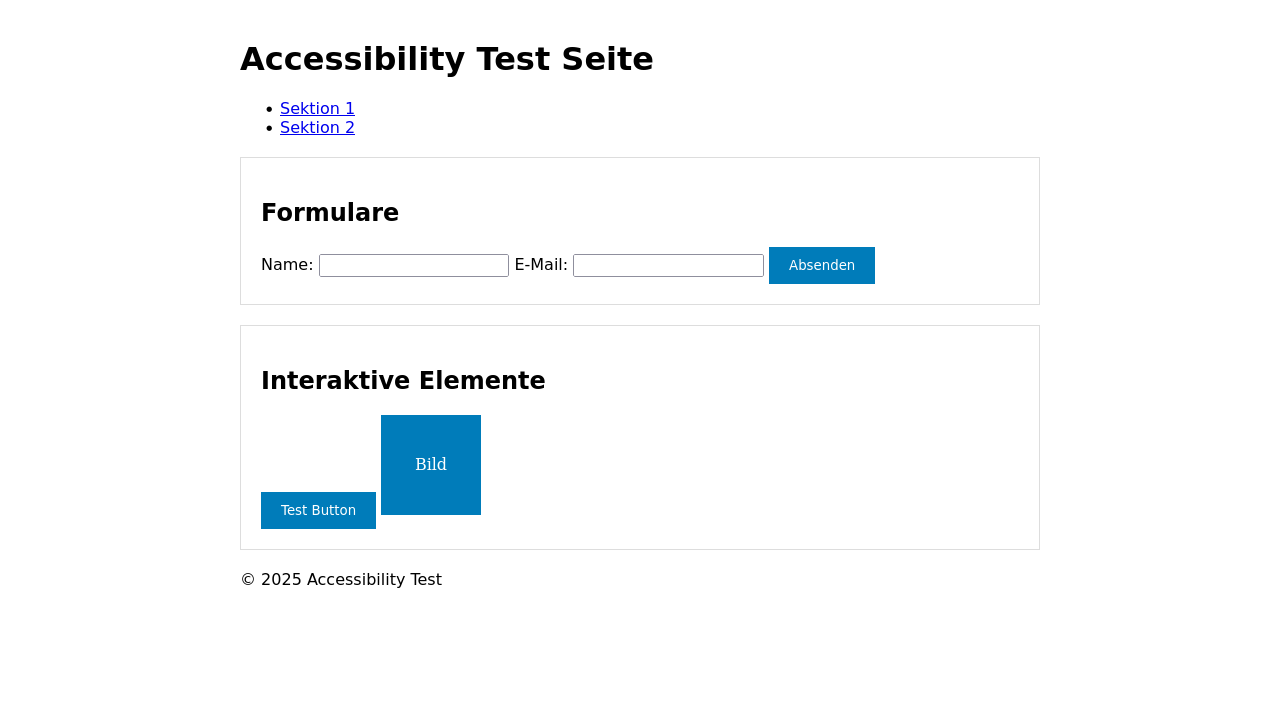 Accessibility Test Seite
• Sektion 1
• Sektion 2
Formulare
Name: E-Mail: Absenden
Interaktive Elemente
Bild
Test Button
© 2025 Accessibility Test